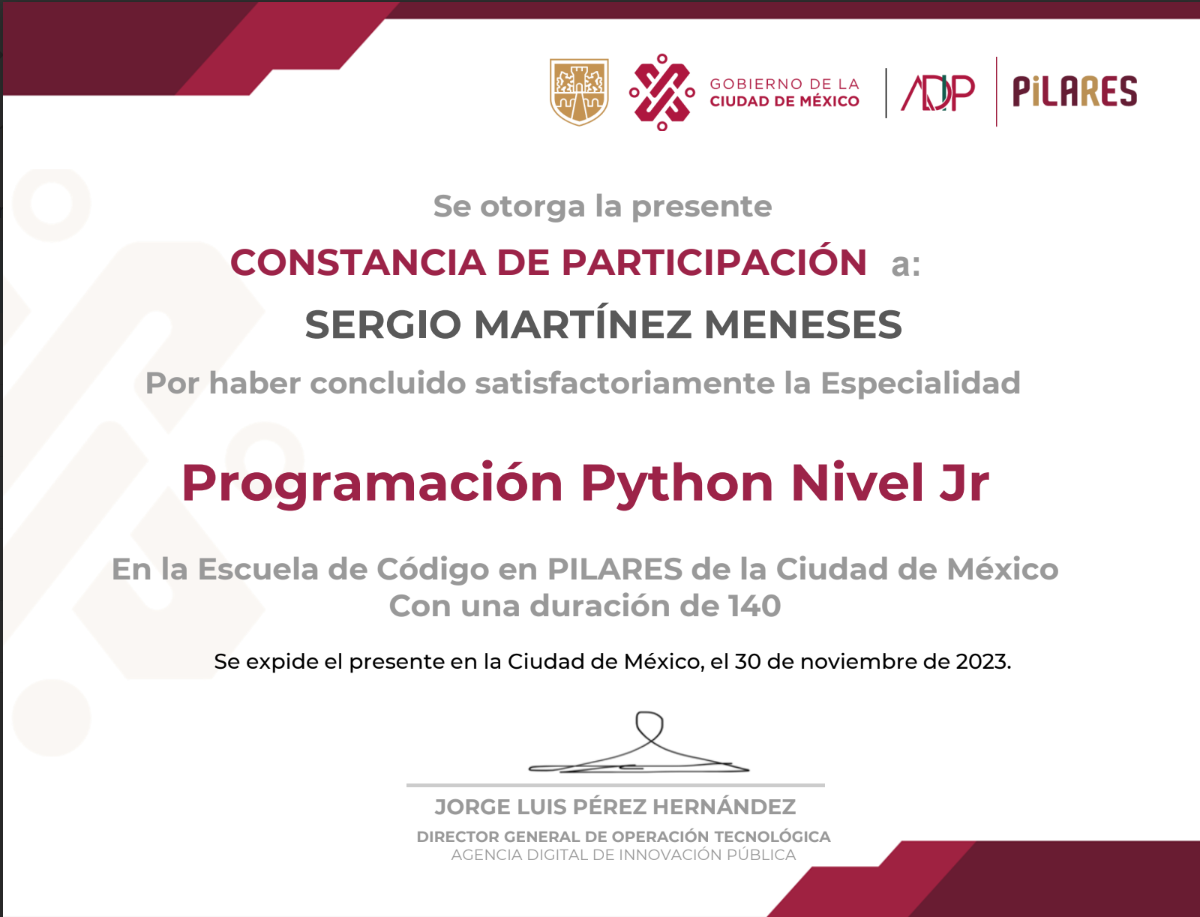 GOBIERNO DE LA
CIUDAD DE MÉXICO
ADIP
PiLARES
Se otorga la presente
CONSTANCIA DE PARTICIPACIÓN a:
SERGIO MARTÍNEZ MENESES
Por haber concluido satisfactoriamente la Especialidad
Programación Python Nivel Jr
En la Escuela de Código en PILARES de la Ciudad de México
Con una duración de 140
Se expide el presente en la Ciudad de México, el 30 de noviembre de 2023.
JORGE LUIS PÉREZ HERNÁNDEZ
DIRECTOR GENERAL DE OPERACIÓN TECNOLÓGICA
AGENCIA DIGITAL DE INNOVACIÓN PÚBLICA